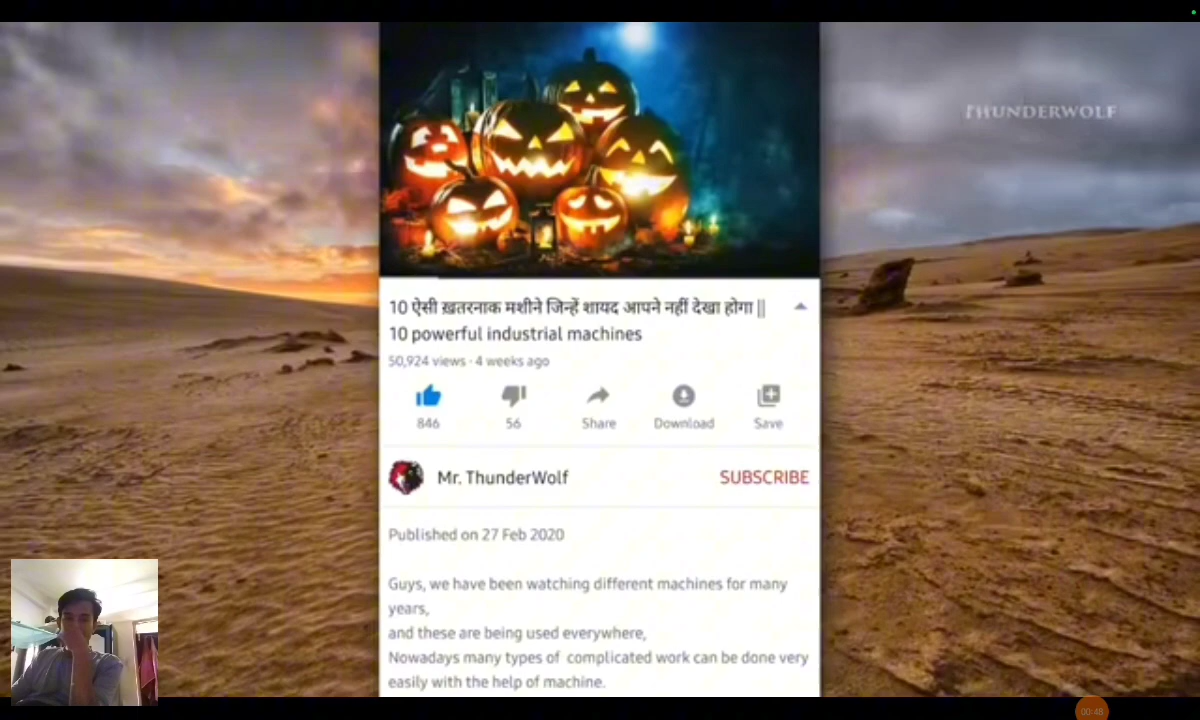 THUNDERWOLF
10 ऐसी ख़तरनाक मशीने जिन्हें शायद आपने नहीं देखा होगा ||
10 powerful industrial machines
50,924 views · 4 weeks ago
846
56
Share
Download
Save
Mr. ThunderWolf
SUBSCRIBE
Published on 27 Feb 2020
Guys, we have been watching different machines for many
years,
and these are being used everywhere,
Nowadays many types of complicated work can be done very
easily with the help of machine.
00:48